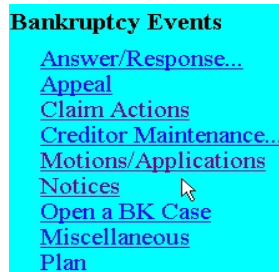 Bankruptcy Events
Answer/Response...
Appeal
Claim Actions
Creditor Maintenance...
Motions/Applications
Notices
Open a BK Case
Miscellaneous
Plan